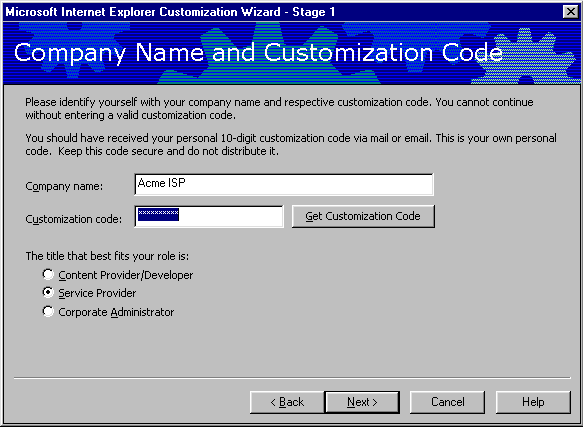 Microsoft Internet Explorer Customization Wizard - Stage 1
Company Name and Customization Code
Please identify yourself with your company name and respective customization code. You cannot continue
without entering a valid customization code.
You should have received your personal 10-digit customization code via mail or email. This is your own personal
code. Keep this code secure and do not distribute it.
Company name: Acme ISP
Customization code: ********** Get Customization Code
The title that best fits your role is:
Content Provider/Developer
Service Provider
Corporate Administrator
< Back Next > Cancel Help